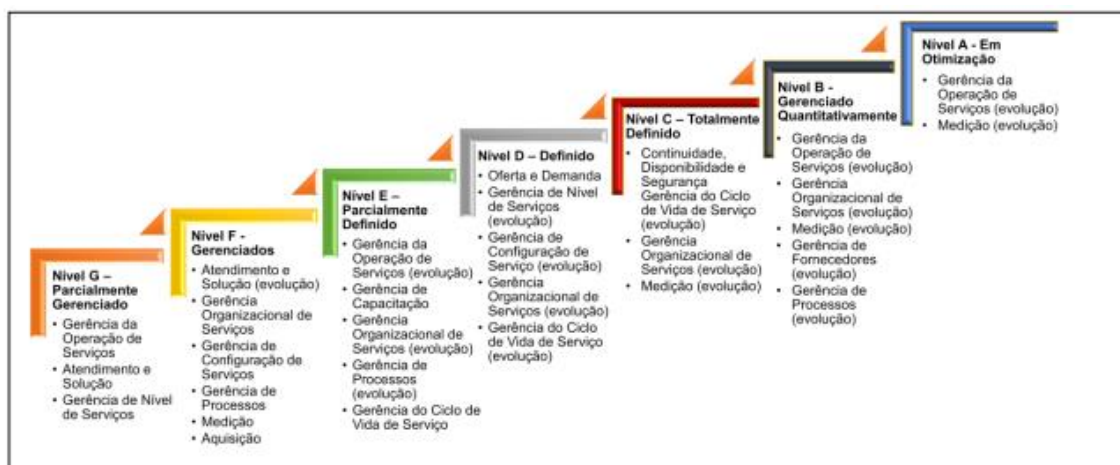 Nível G –
Parcialmente
Gerenciado
• Gerência da
Operação de
Serviços
• Atendimento e
Solução
• Gerência de Nível
de Serviços
Nível F -
Gerenciados
• Atendimento e
Solução (evolução)
• Gerência
Organizacional de
Serviços
• Gerência de
Configuração de
Serviços
• Gerência de
Processos
• Medição
• Aquisição
Nível E –
Parcialmente
Definido
• Gerência da
Operação de
Serviços (evolução)
• Gerência de
Capacitação
• Gerência
Organizacional de
Serviços (evolução)
• Gerência de
Processos
(evolução)
• Gerência do Ciclo de
Vida de Serviço
Nível D – Definido
• Oferta e Demanda
• Gerência de Nível
de Serviços
(evolução)
• Gerência de
Configuração de
Serviço (evolução)
• Gerência
Organizacional de
Serviços (evolução)
• Gerência do Ciclo
de Vida de Serviço
(evolução)
Nível C – Totalmente
Definido
• Continuidade,
Disponibilidade e
Segurança
Gerência do Ciclo
de Vida de Serviço
(evolução)
• Gerência
Organizacional de
Serviços (evolução)
• Medição (evolução)
Nível B -
Gerenciado
Quantitativamente
• Gerência da
Operação de
Serviços (evolução)
• Gerência
Organizacional de
Serviços (evolução)
• Medição (evolução)
• Gerência de
Fornecedores
(evolução)
• Gerência de
Processos
(evolução)
Nível A - Em
Otimização
• Gerência da
Operação de
Serviços (evolução)
• Medição (evolução)